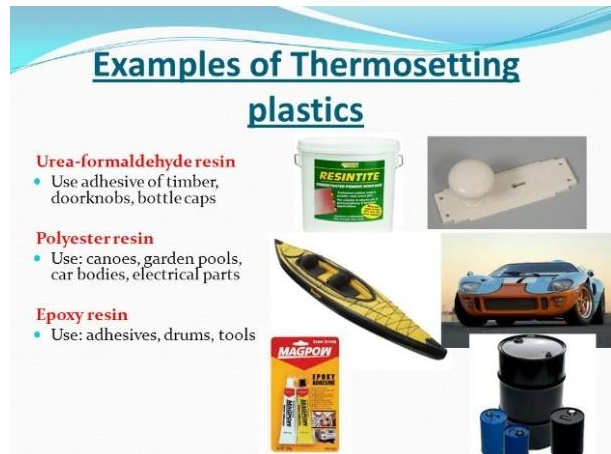 Examples of Thermosetting
plastics
Urea-formaldehyde resin
• Use adhesive of timber,
doorknobs, bottle caps
Polyester resin
• Use: canoes, garden pools,
car bodies, electrical parts
Epoxy resin
• Use: adhesives, drums, tools
RESINTITE
MAGPOW
EPOXY
ADHESIVE